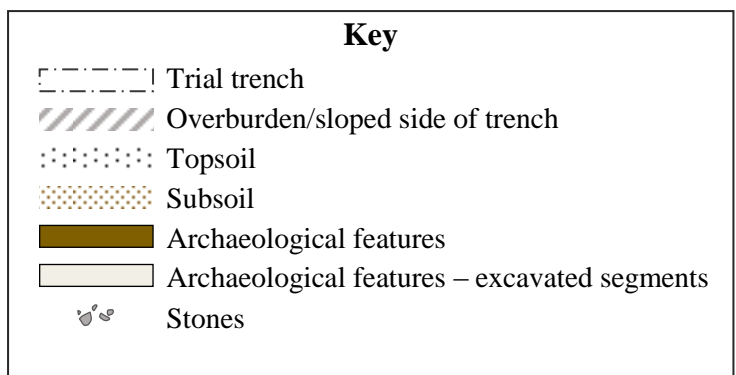 Key
Trial trench
Overburden/sloped side of trench
Topsoil
Subsoil
Archaeological features
Archaeological features – excavated segments
Stones